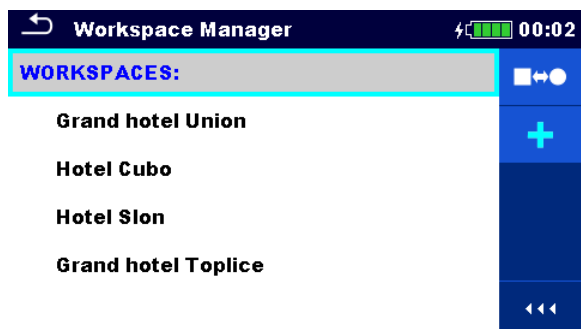 Workspace Manager 00:02
WORKSPACES:
Grand hotel Union
Hotel Cubo
Hotel Slon
Grand hotel Toplice